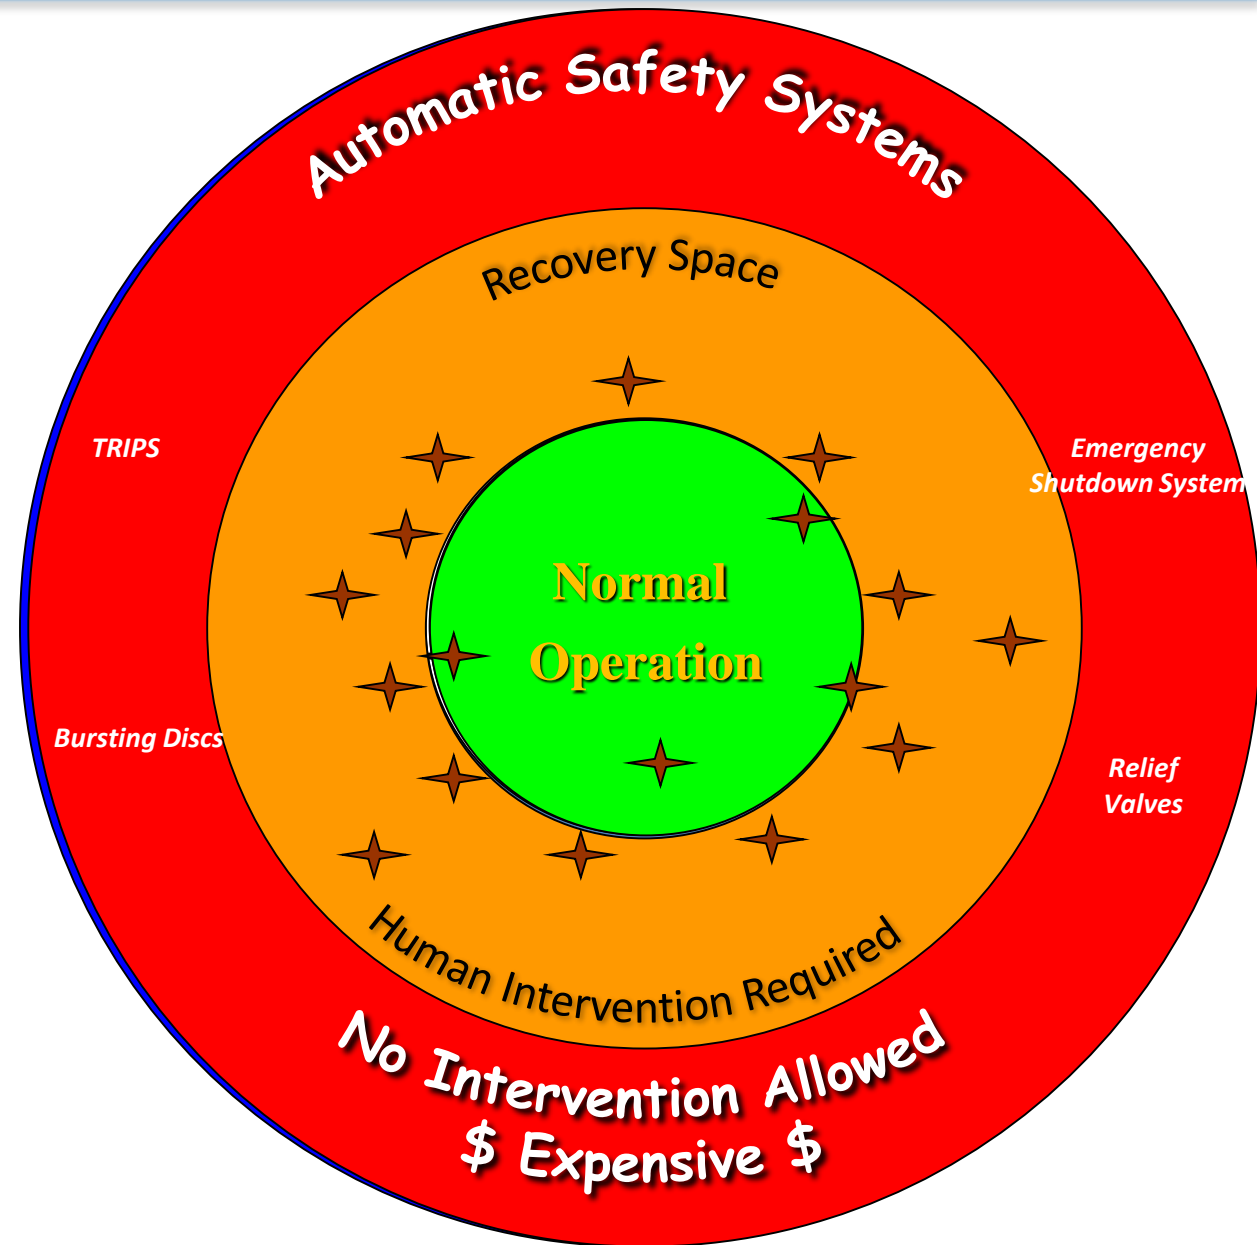 Automatic Safety Systems
Recovery Space
TRIPS
Emergency
Shutdown System
Normal
Operation
Bursting Discs
Relief
Valves
Human Intervention Required
No Intervention Allowed
$ Expensive $